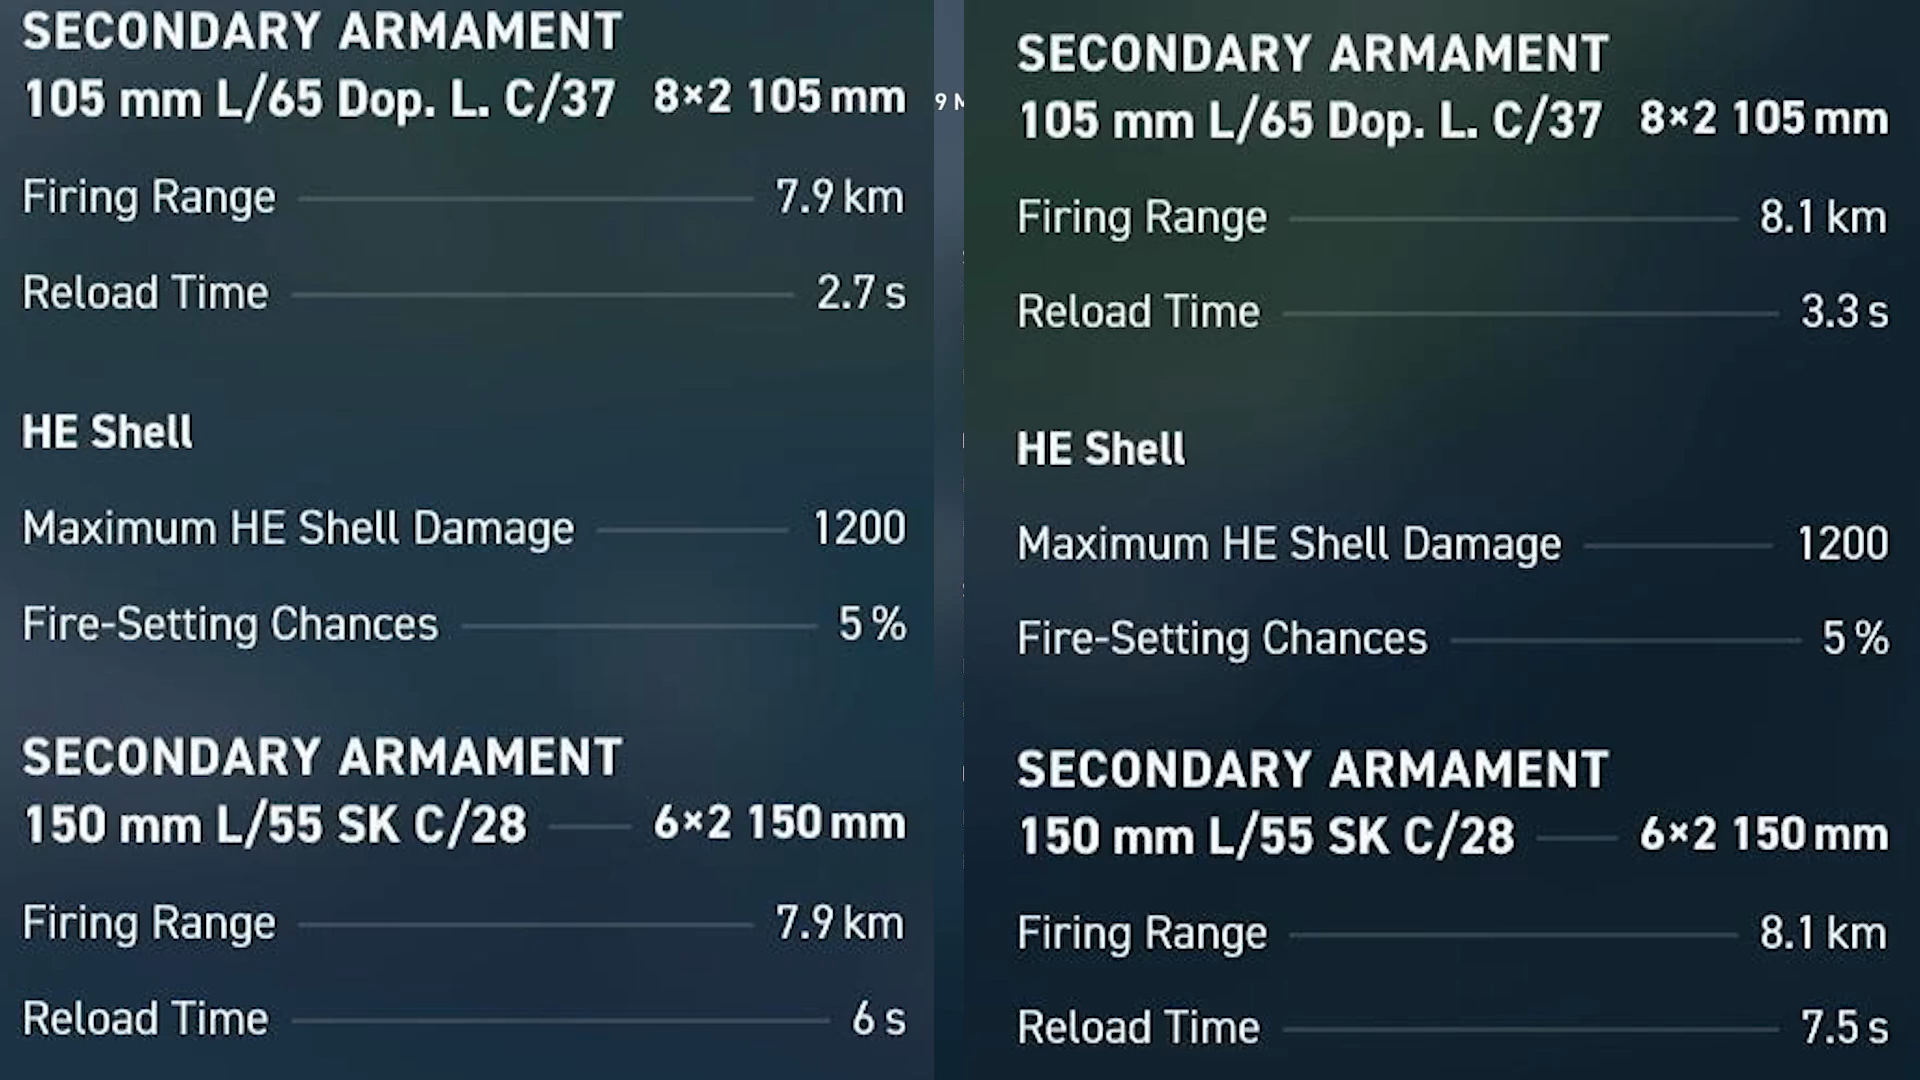 SECONDARY ARMAMENT
105 mm L/65 Dop. L. C/37 8×2 105 mm
Firing Range 7.9 km
Reload Time 2.7 s
HE Shell
Maximum HE Shell Damage 1200
Fire-Setting Chances 5 %
SECONDARY ARMAMENT
150 mm L/55 SK C/28 6×2 150 mm
Firing Range 7.9 km
Reload Time 6 s
9 M
SECONDARY ARMAMENT
105 mm L/65 Dop. L. C/37 8×2 105 mm
Firing Range 8.1 km
Reload Time 3.3 s
HE Shell
Maximum HE Shell Damage 1200
Fire-Setting Chances 5 %
SECONDARY ARMAMENT
150 mm L/55 SK C/28 6×2 150 mm
Firing Range 8.1 km
Reload Time 7.5 s